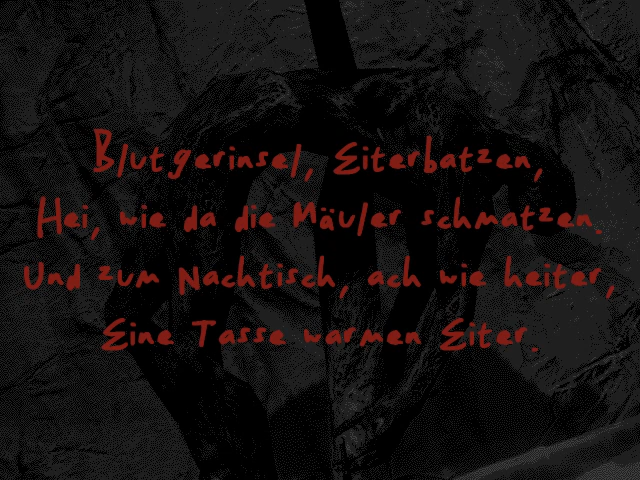 Blutgerinsel, Eiterbatzen,
Hei, wie da die Mäuler schmatzen.
Und zum Nachtisch, ach wie heiter,
Eine Tasse warmen Eiter.